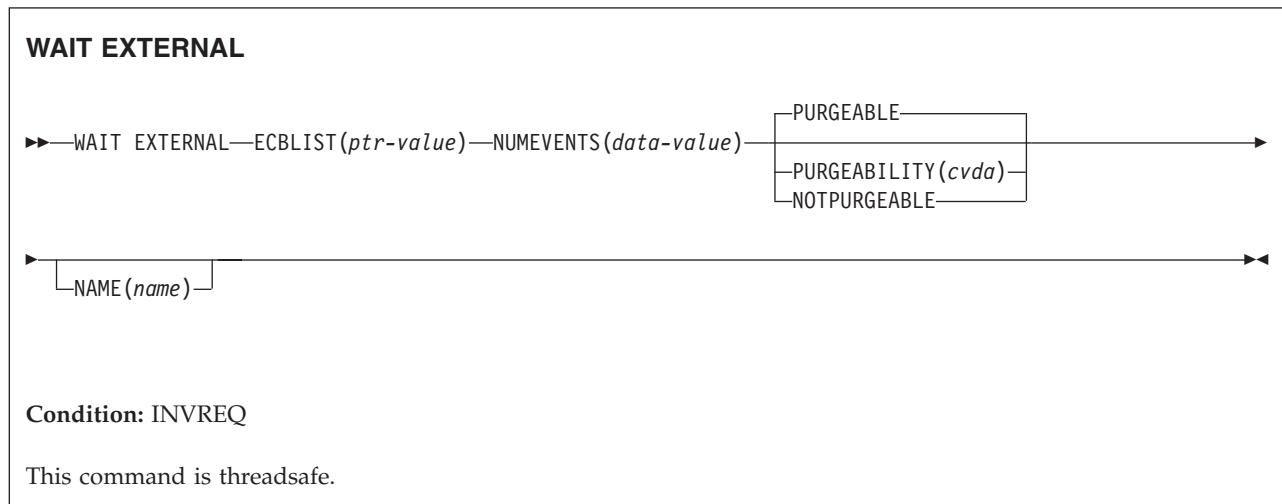 WAIT EXTERNAL
PURGEABLE
WAIT EXTERNAL ECBLIST(ptr-value) NUMEVENTS(data-value)
PURGEABILITY(cvda)
NOTPURGEABLE
NAME(name)
Condition: INVREQ
This command is threadsafe.